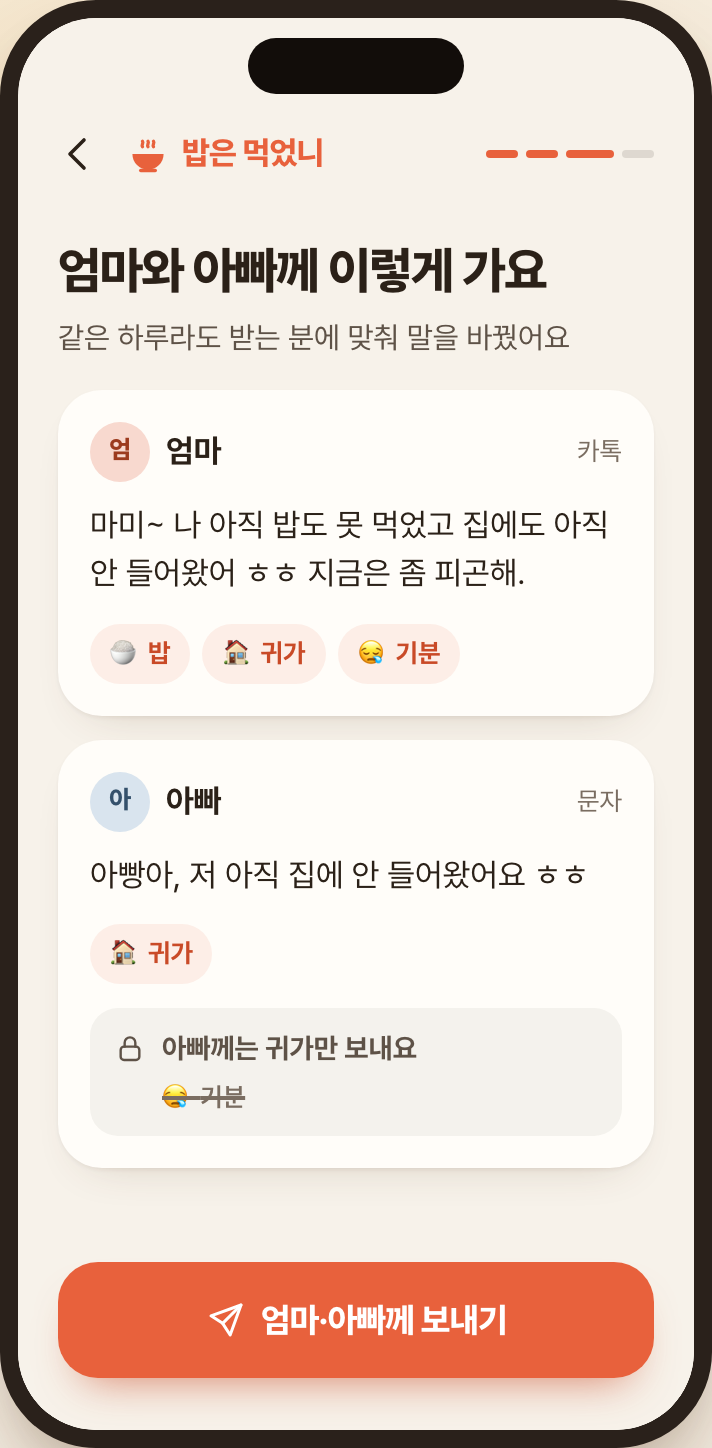 밥은 먹었니
엄마와 아빠께 이렇게 가요
같은 하루라도 받는 분에 맞춰 말을 바꿨어요
엄 엄마 카톡
마미~ 나 아직 밥도 못 먹었고 집에도 아직
안 들어왔어 ㅎㅎ 지금은 좀 피곤해.
🍚 밥 🏠 귀가 😪 기분
아 아빠 문자
아빵아, 저 아직 집에 안 들어왔어요 ㅎㅎ
🏠 귀가
아빠께는 귀가만 보내요
😪 기분
엄마·아빠께 보내기